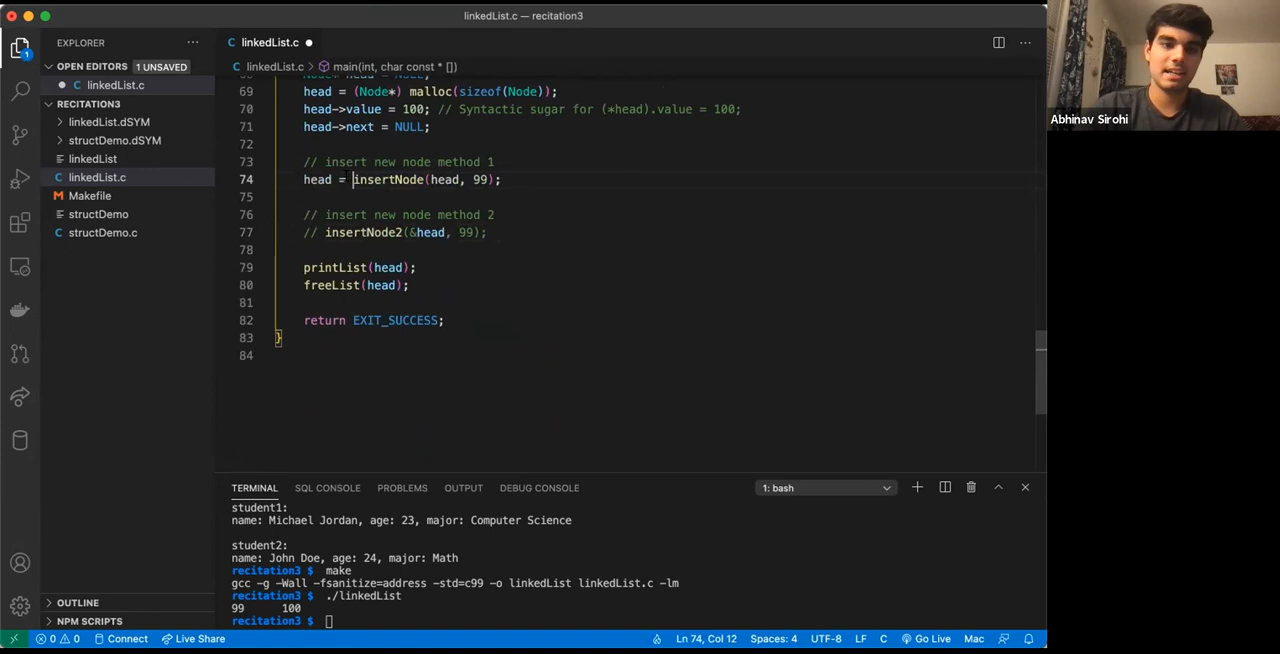 linkedList.c — recitation3
EXPLORER
linkedList.c
OPEN EDITORS 1 UNSAVED
linkedList.c > main(int, char const * [])
linkedList.c
68 Node* head = NULL;
RECITATION3
69 head = (Node*) malloc(sizeof(Node));
70 head->value = 100; // Syntactic sugar for (*head).value = 100;
linkedList.dSYM
71 head->next = NULL;
structDemo.dSYM
72
linkedList
73 // insert new node method 1
linkedList.c
74 head = insertNode(head, 99);
Makefile
75
structDemo
76 // insert new node method 2
structDemo.c
77 // insertNode2(&head, 99);
78
79 printList(head);
80 freeList(head);
81
82 return EXIT_SUCCESS;
83 }
84
Abhinav Sirohi
TERMINAL SQL CONSOLE PROBLEMS OUTPUT DEBUG CONSOLE 1: bash
student1:
name: Michael Jordan, age: 23, major: Computer Science
student2:
name: John Doe, age: 24, major: Math
recitation3 $ make
gcc -g -Wall -fsanitize=address -std=c99 -o linkedList linkedList.c -lm
recitation3 $ ./linkedList
99 100
recitation3 $
OUTLINE
NPM SCRIPTS
0 0 Connect Live Share Ln 74, Col 12 Spaces: 4 UTF-8 LF C Go Live Mac